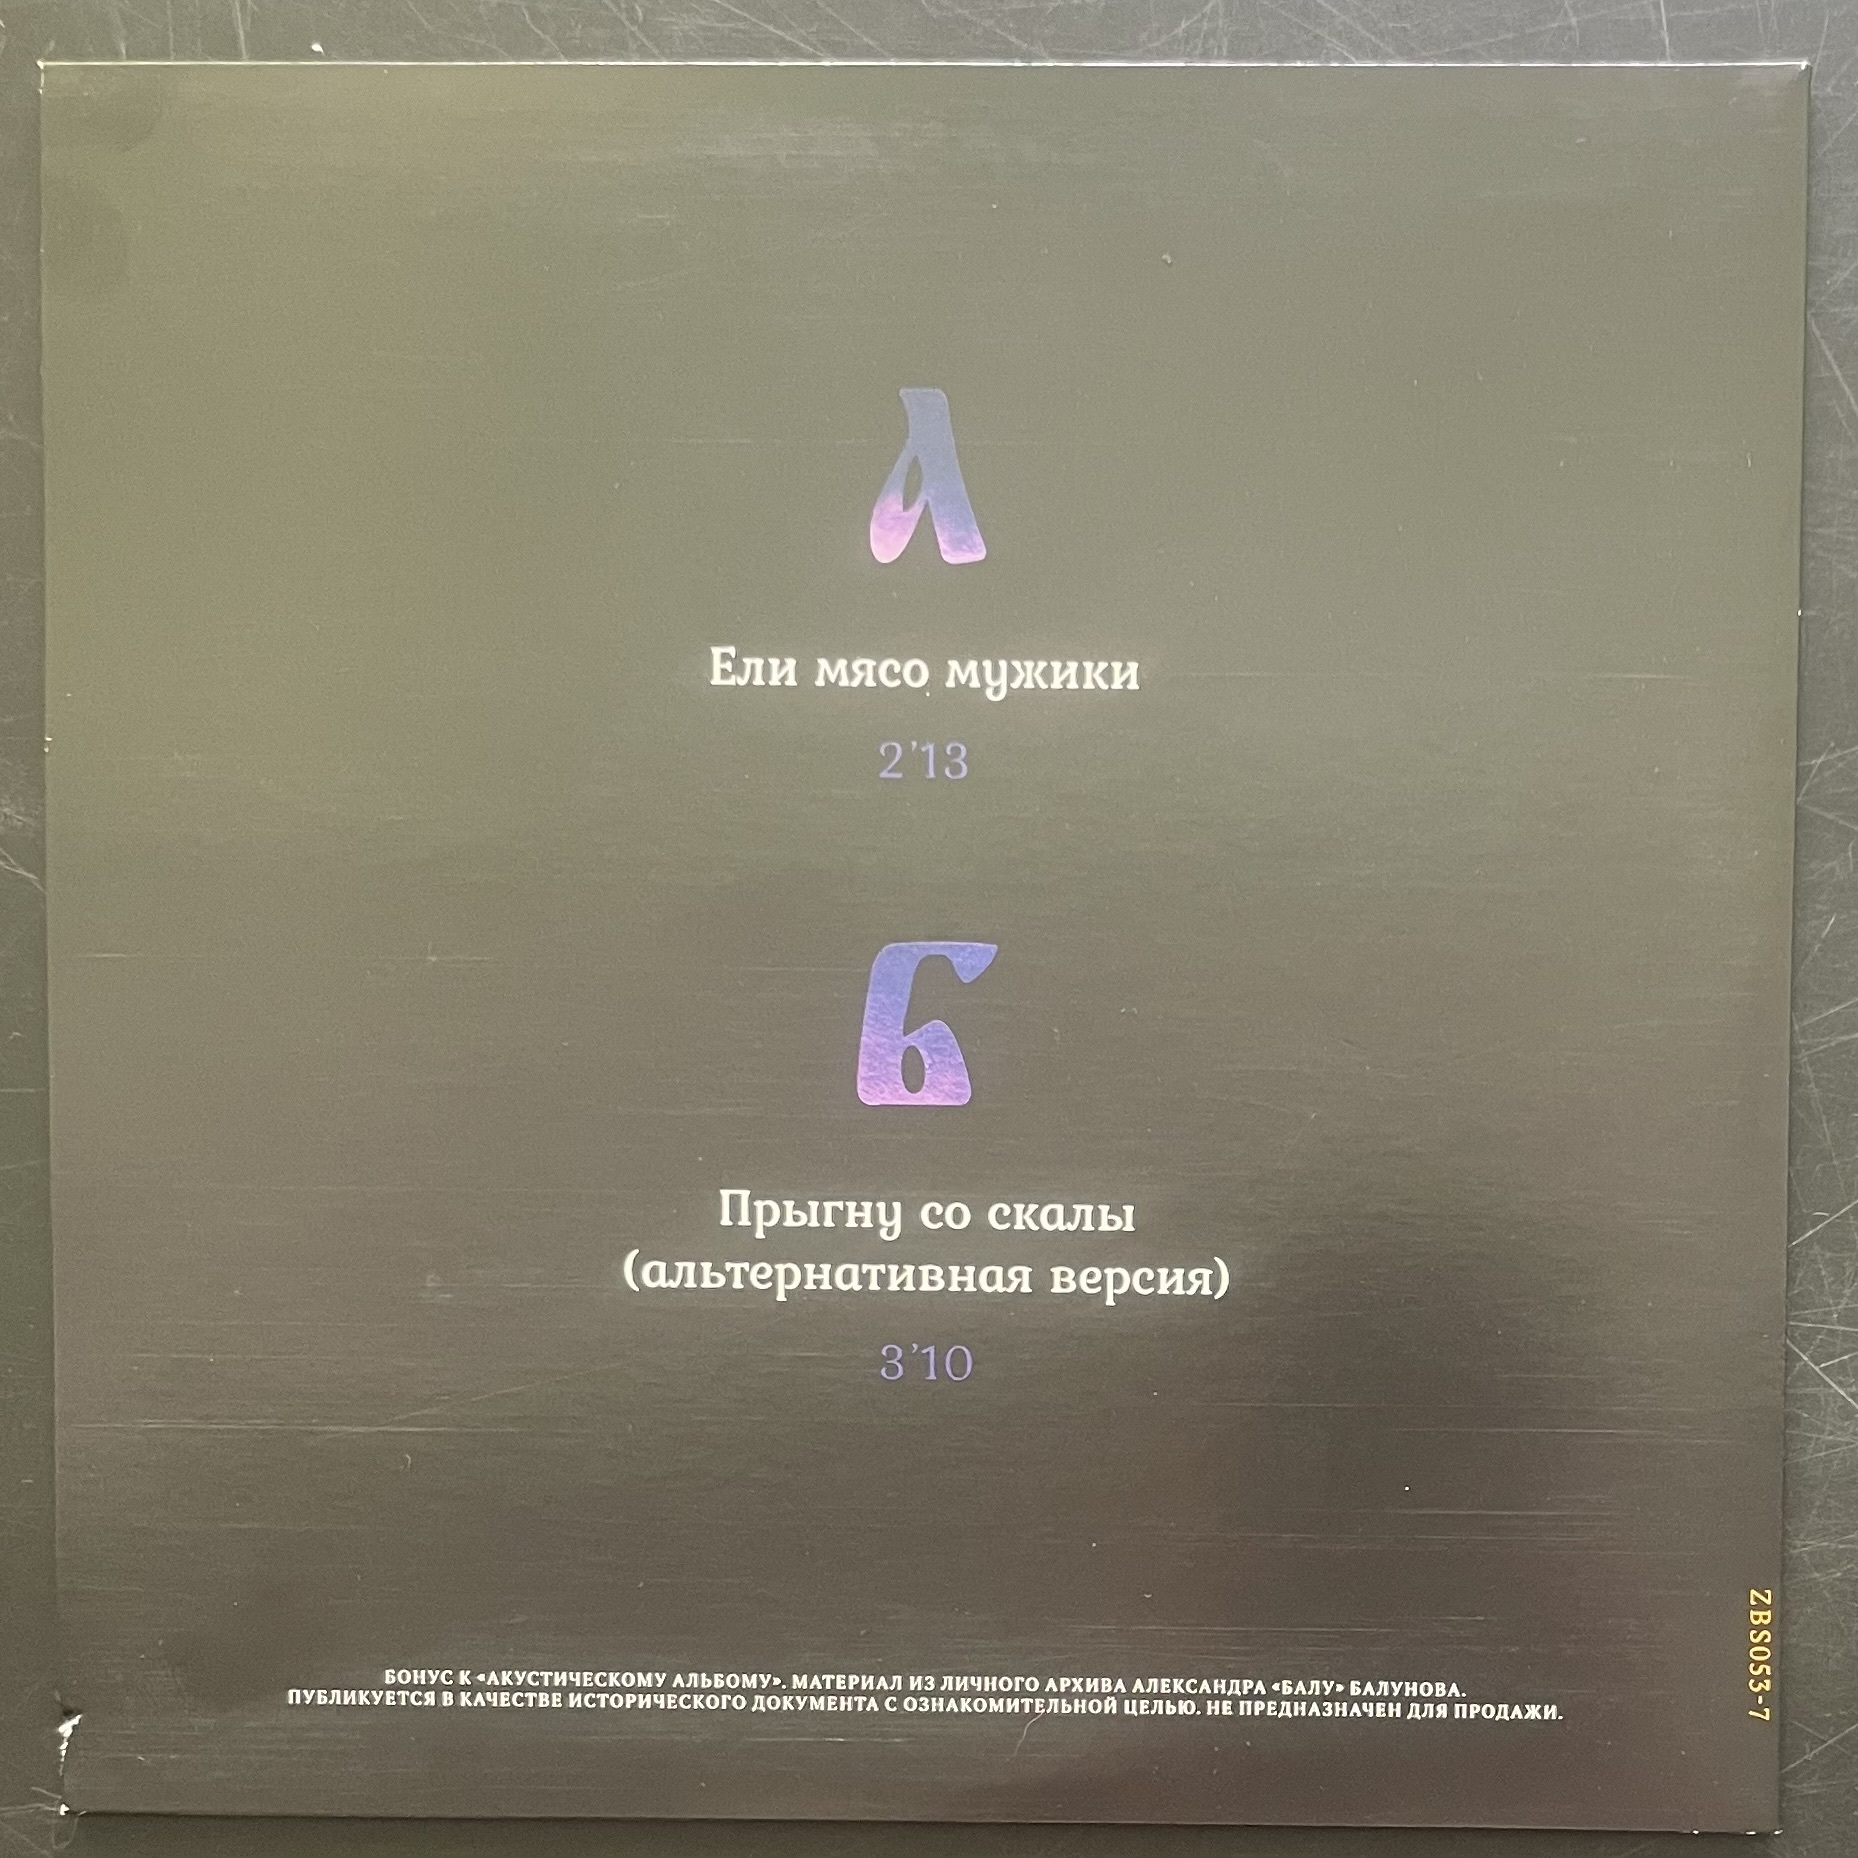 А
Ели мясо мужики
2’13
Б
Прыгну со скалы
(альтернативная версия)
3’10
БОНУС К «АКУСТИЧЕСКОМУ АЛЬБОМУ». МАТЕРИАЛ ИЗ ЛИЧНОГО АРХИВА АЛЕКСАНДРА «БАЛУ» БАЛУНОВА.
ПУБЛИКУЕТСЯ В КАЧЕСТВЕ ИСТОРИЧЕСКОГО ДОКУМЕНТА С ОЗНАКОМИТЕЛЬНОЙ ЦЕЛЬЮ. НЕ ПРЕДНАЗНАЧЕН ДЛЯ ПРОДАЖИ.
ZBS053-7